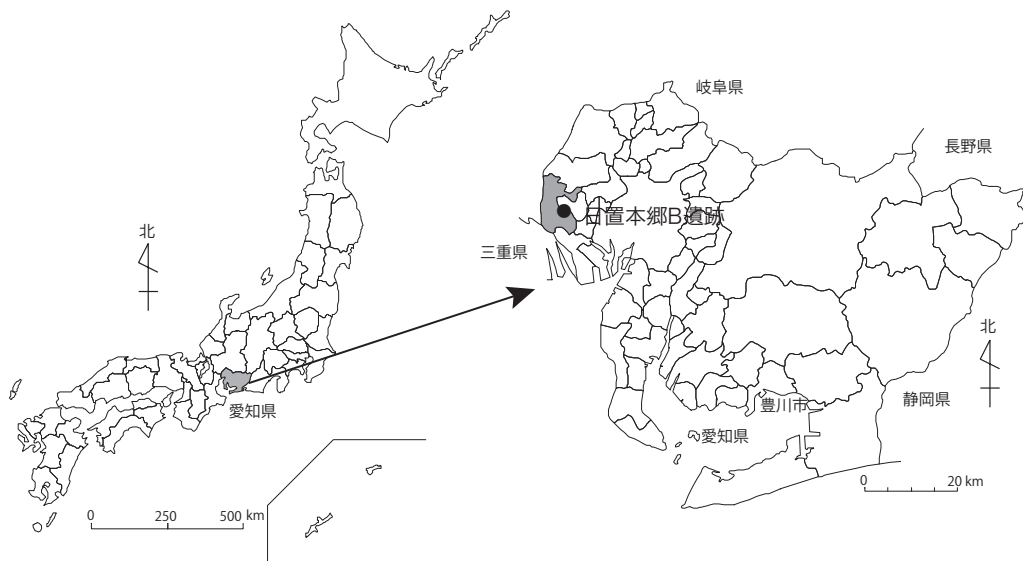 北
愛知県
0 250 500 km
岐阜県
長野県
日置本郷B遺跡
三重県
北
豊川市
静岡県
愛知県
0 20 km